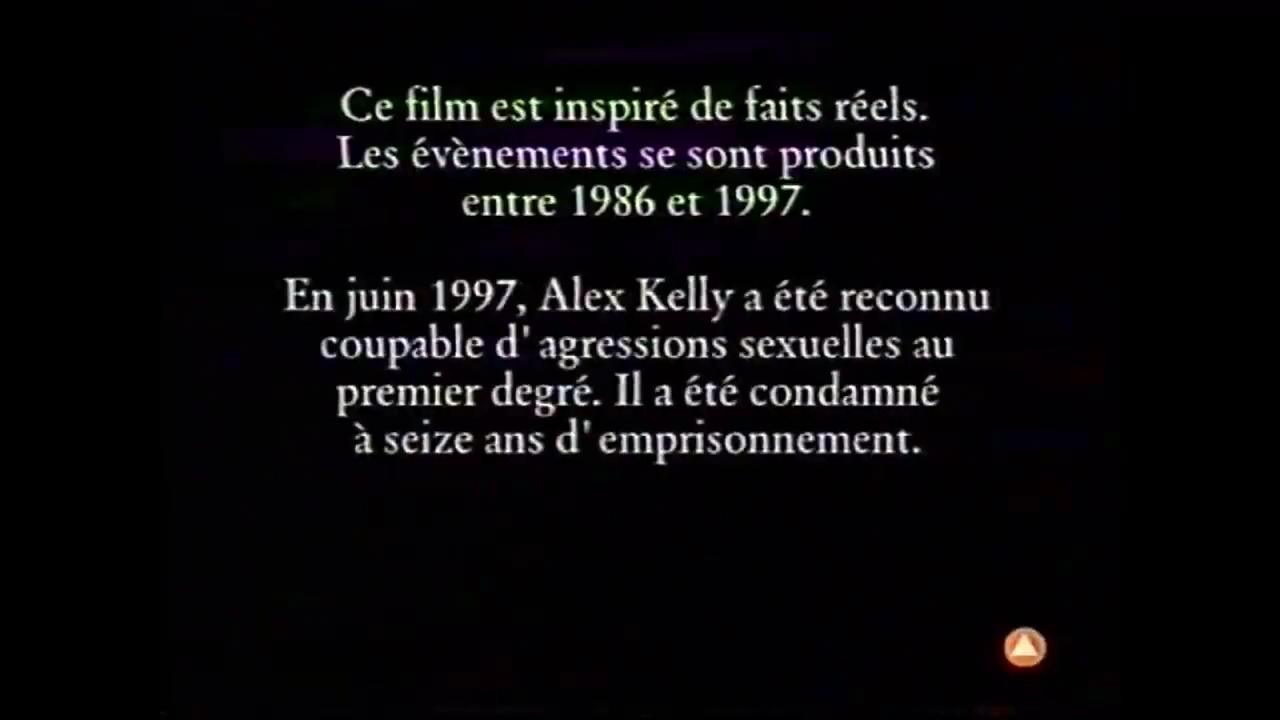 Ce film est inspiré de faits réels.
Les évènements se sont produits
entre 1986 et 1997.
En juin 1997, Alex Kelly a été reconnu
coupable d' agressions sexuelles au
premier degré. Il a été condamné
à seize ans d' emprisonnement.